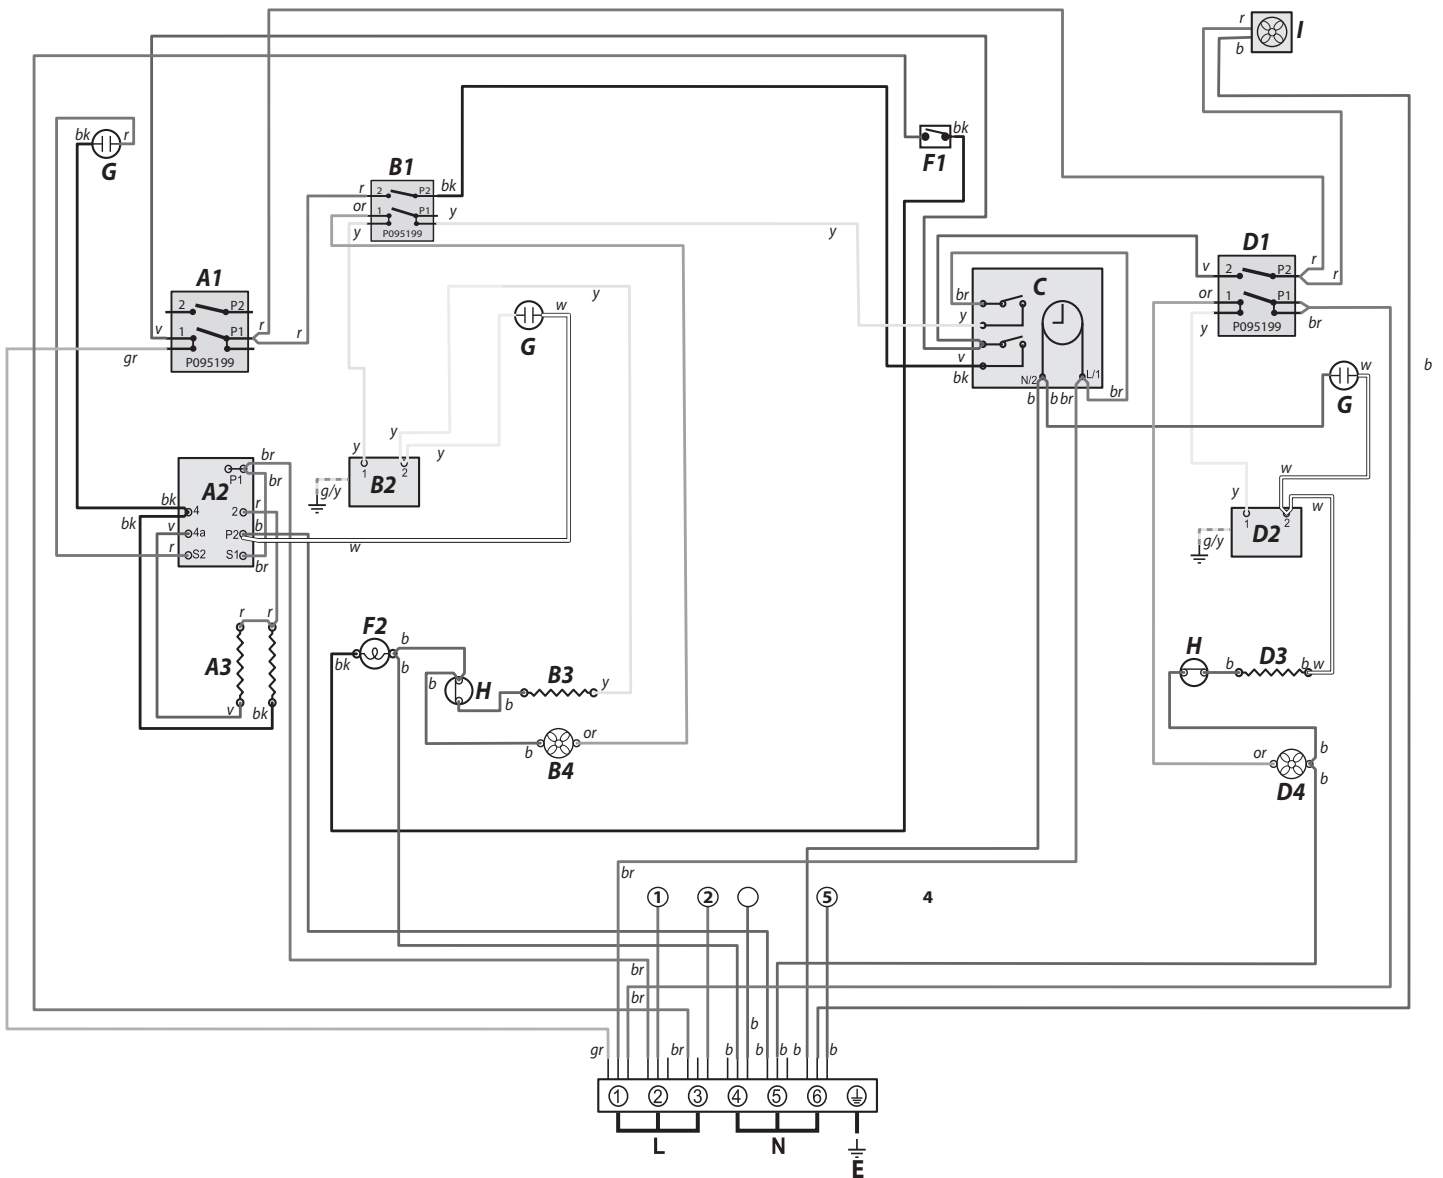 r
I
b
bk r
G
bk
F1
B1
r 2 P2 bk
or 1 P1 y
y P095199
y
D1
v 2 P2 r
r
or 1 P1
y P095199 br
A1
2 P2
v 1 P1 r
r
gr P095199
C
br
y
v
bk
N/2 L/1
b b br br
y
w
G
w
G
b
y
y
y
1 2
B2
g/y
br
P1
br
A2
bk 4 2 r
bk
v 4a P2 b
r S2 S1
br
w
w
w
y
1 2
D2
g/y
r r
A3
v bk
F2
b
bk b
b
H
B3
y
b
b
or
B4
H
b
D3
b w
or
b
b
D4
br
1 2 5 4
br
br
b
gr br b b b b b
1 2 3 4 5 6
L N
E